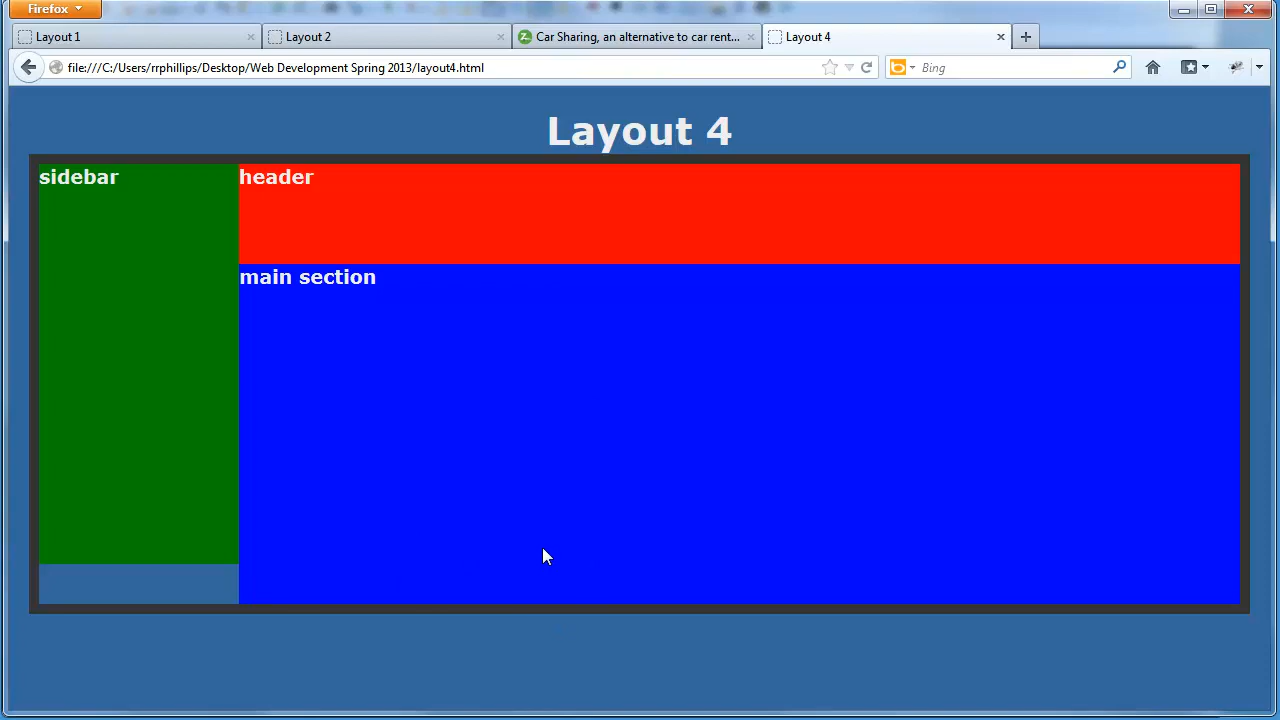 Firefox
Layout 1
Layout 2
Car Sharing, an alternative to car rent...
Layout 4
file:///C:/Users/rrphillips/Desktop/Web Development Spring 2013/layout4.html
Bing
Layout 4
sidebar
header
main section